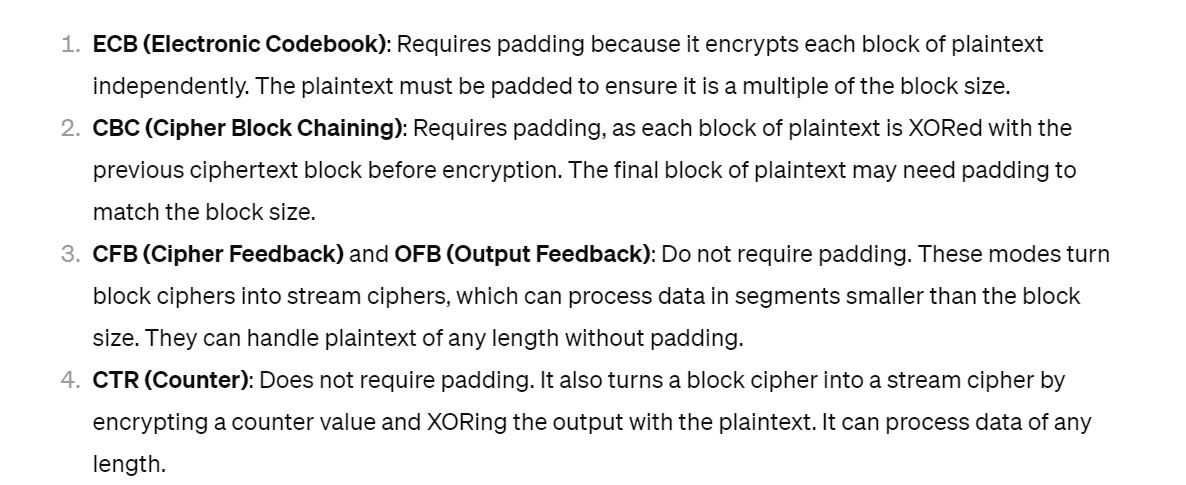 1. ECB (Electronic Codebook): Requires padding because it encrypts each block of plaintext
independently. The plaintext must be padded to ensure it is a multiple of the block size.
2. CBC (Cipher Block Chaining): Requires padding, as each block of plaintext is XORed with the
previous ciphertext block before encryption. The final block of plaintext may need padding to
match the block size.
3. CFB (Cipher Feedback) and OFB (Output Feedback): Do not require padding. These modes turn
block ciphers into stream ciphers, which can process data in segments smaller than the block
size. They can handle plaintext of any length without padding.
4. CTR (Counter): Does not require padding. It also turns a block cipher into a stream cipher by
encrypting a counter value and XORing the output with the plaintext. It can process data of any
length.